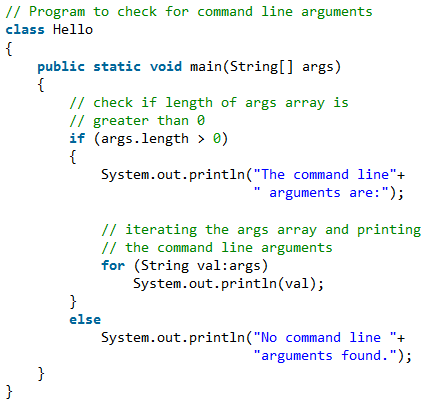 // Program to check for command line arguments
class Hello
{
    public static void main(String[] args)
    {
        // check if length of args array is
        // greater than 0
        if (args.length > 0)
        {
            System.out.println("The command line"+
                               " arguments are:");

            // iterating the args array and printing
            // the command line arguments
            for (String val:args)
                System.out.println(val);
        }
        else
            System.out.println("No command line "+
                               "arguments found.");
    }
}